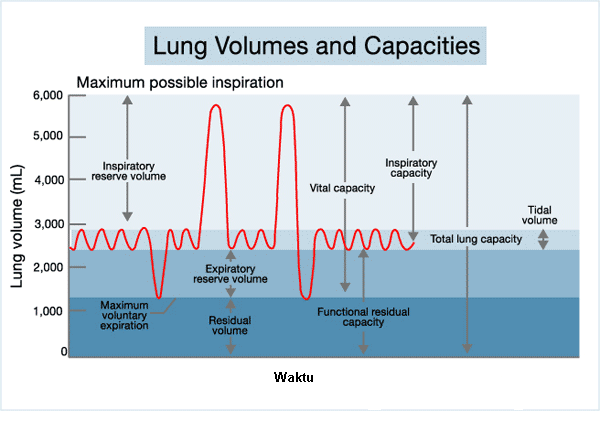 Lung Volumes and Capacities
Maximum possible inspiration
6,000
5,000
4,000
3,000
2,000
1,000
0
Lung volume (mL)
Inspiratory
reserve volume
Vital capacity
Inspiratory
capacity
Tidal
volume
Total lung capacity
Expiratory
reserve volume
Maximum
voluntary
expiration
Residual
volume
Functional residual
capacity
Waktu